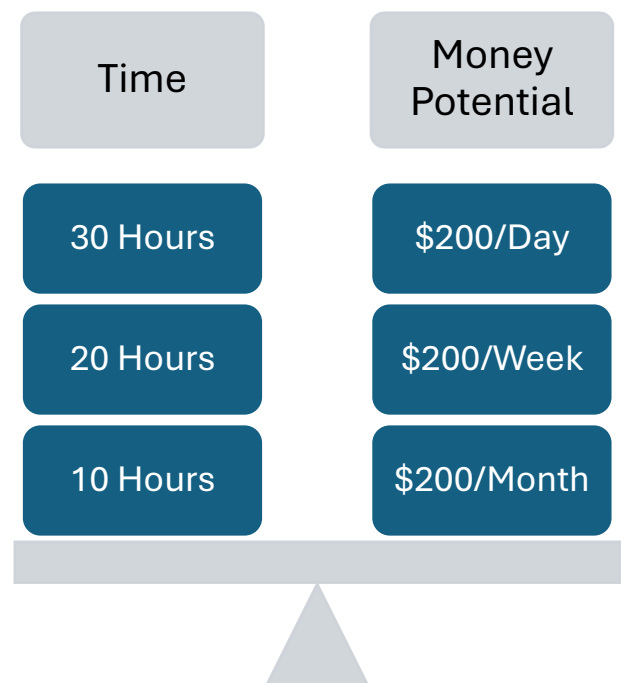 Time
Money
Potential
30 Hours
$200/Day
20 Hours
$200/Week
10 Hours
$200/Month